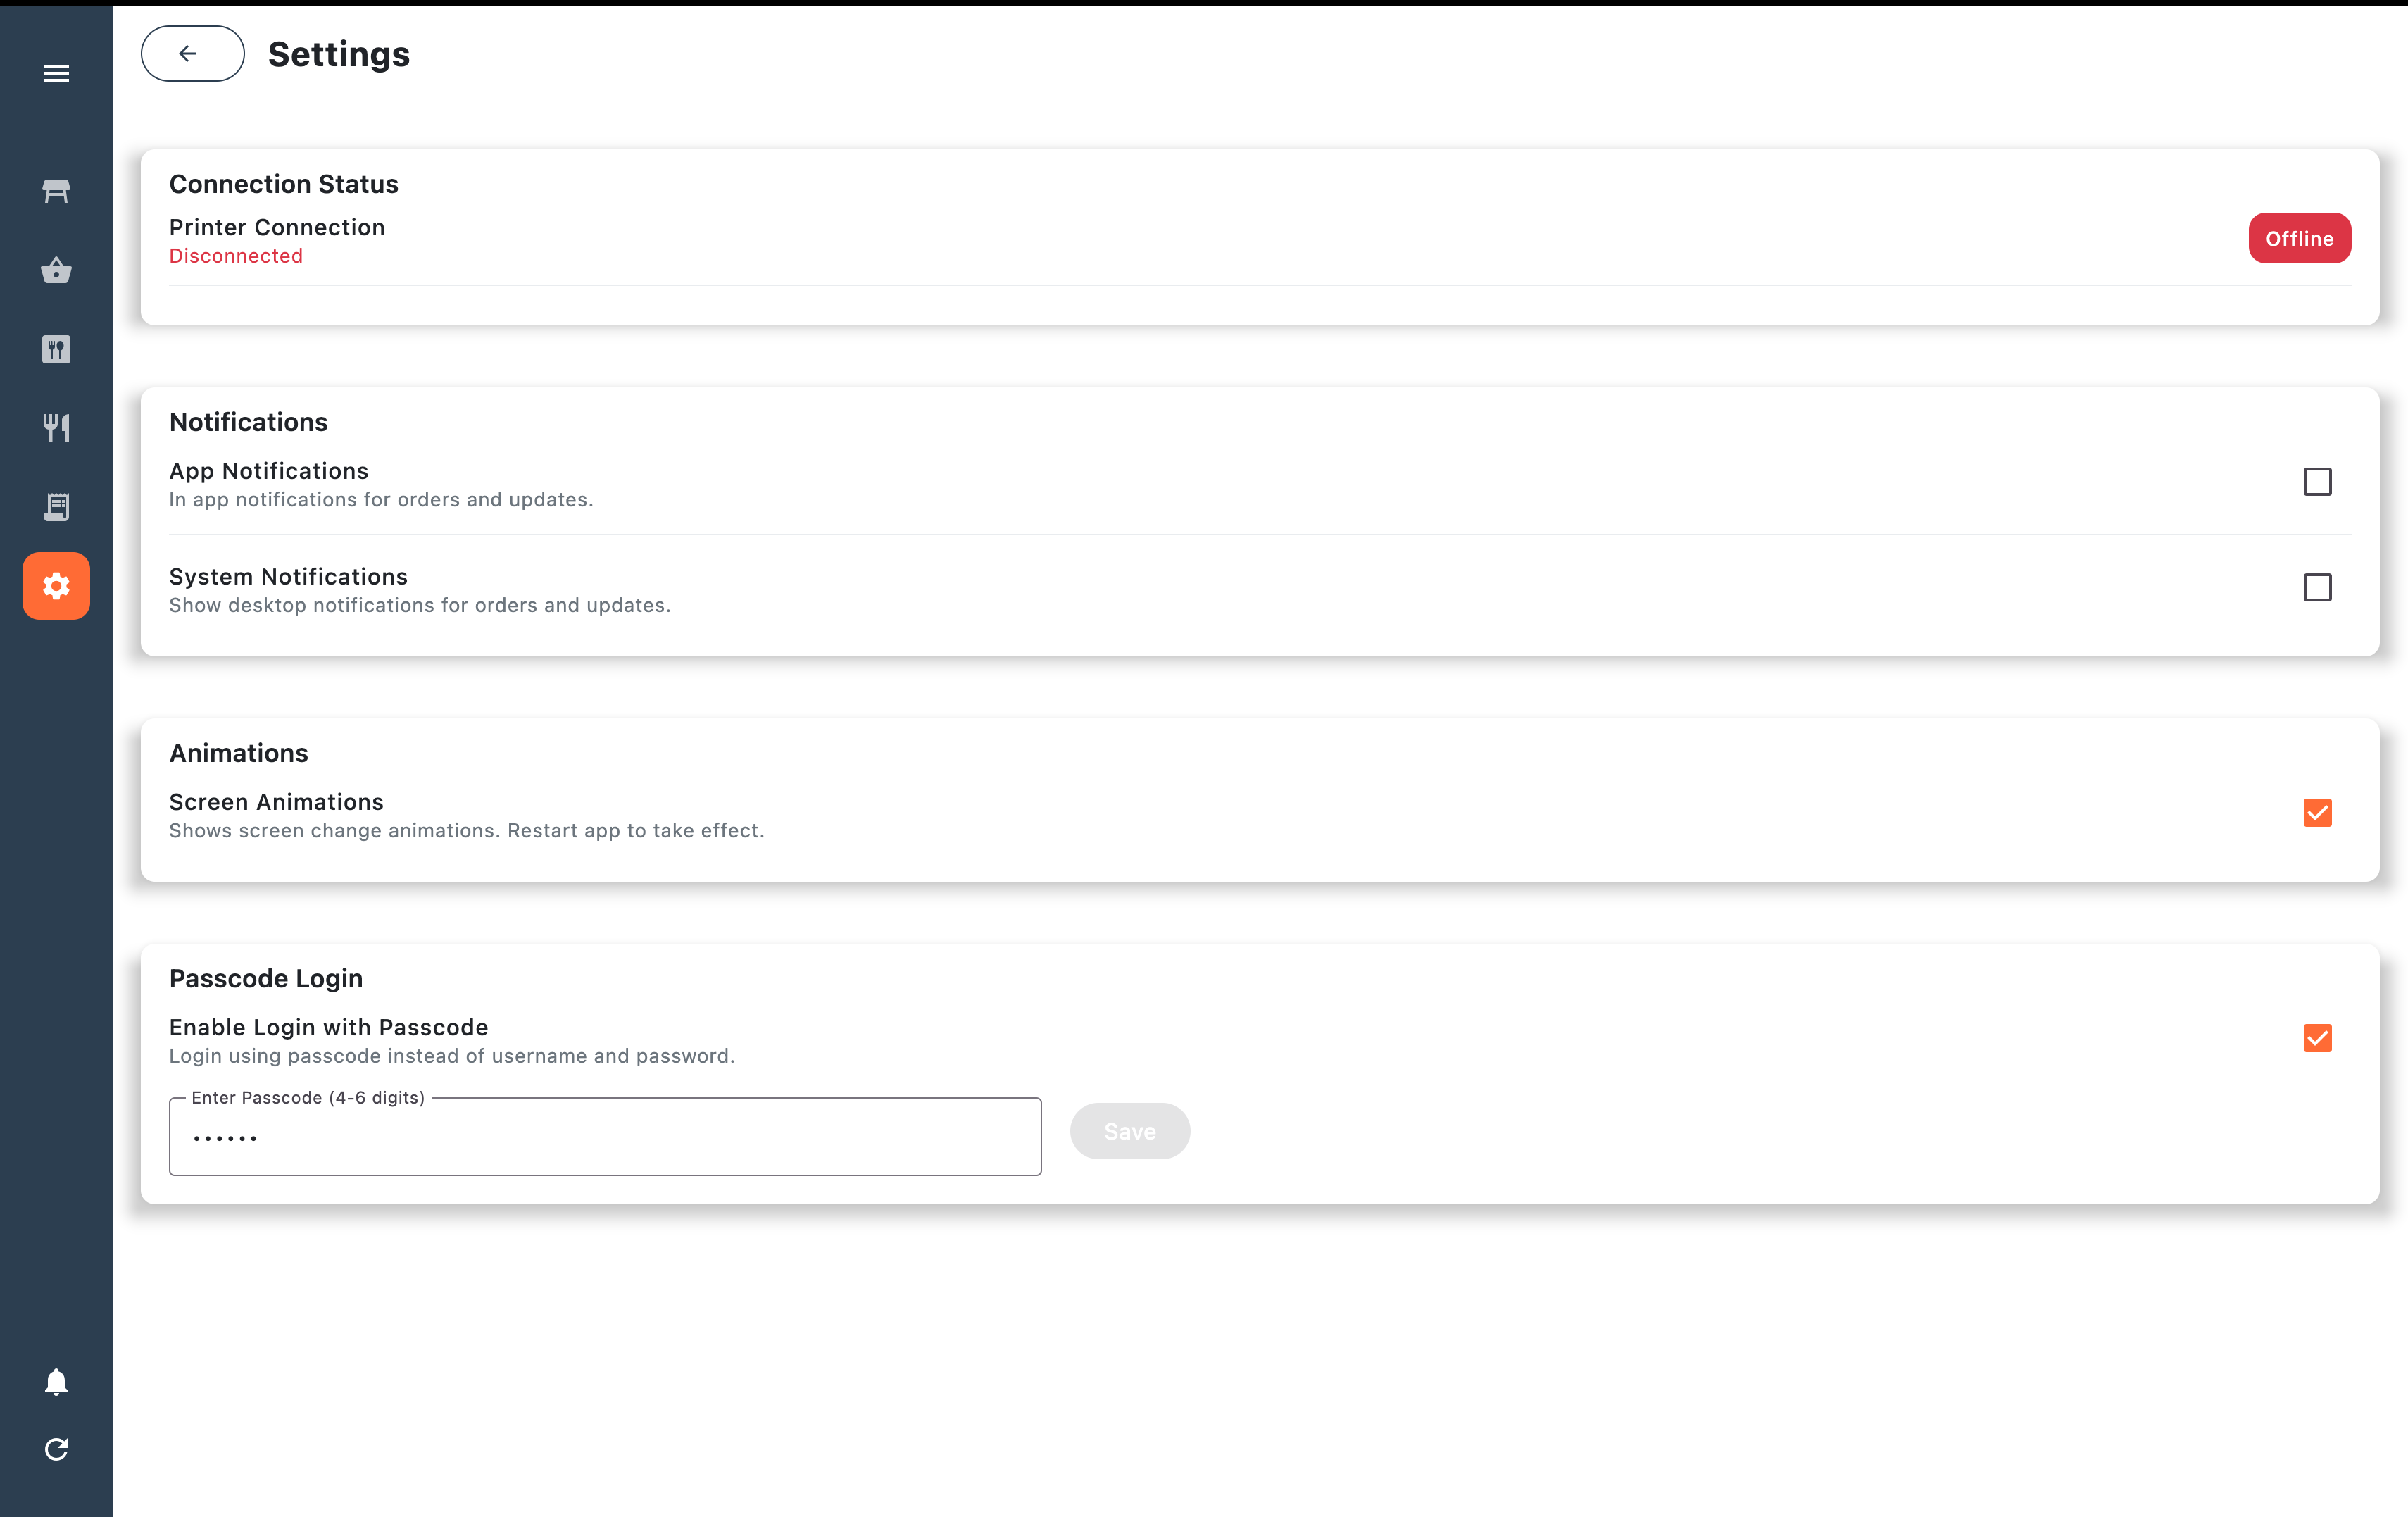 Settings
Connection Status
Printer Connection
Disconnected
Offline
Notifications
App Notifications
In app notifications for orders and updates.
System Notifications
Show desktop notifications for orders and updates.
Animations
Screen Animations
Shows screen change animations. Restart app to take effect.
Passcode Login
Enable Login with Passcode
Login using passcode instead of username and password.
Enter Passcode (4-6 digits)
••••••
Save